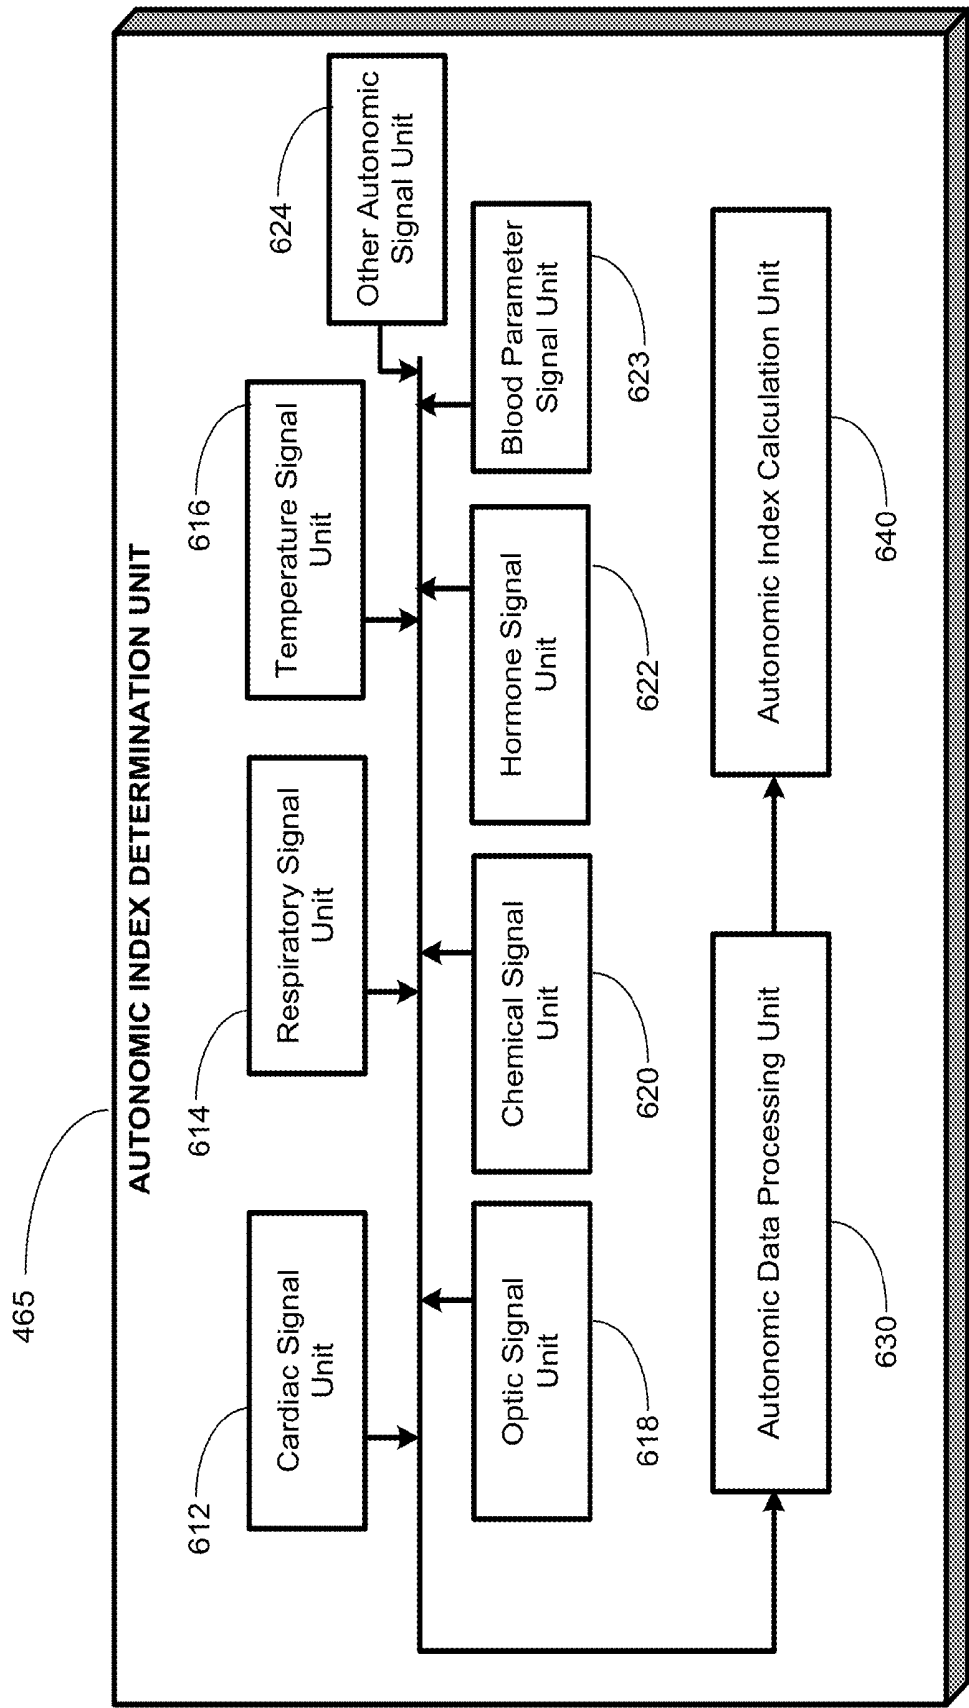 465
AUTONOMIC INDEX DETERMINATION UNIT
612
Cardiac Signal
Unit
614
Respiratory Signal
Unit
616
Temperature Signal
Unit
624
Other Autonomic
Signal Unit
Optic Signal
Unit
618
Chemical Signal
Unit
620
Hormone Signal
Unit
622
Blood Parameter
Signal Unit
623
Autonomic Data Processing Unit
630
Autonomic Index Calculation Unit
640